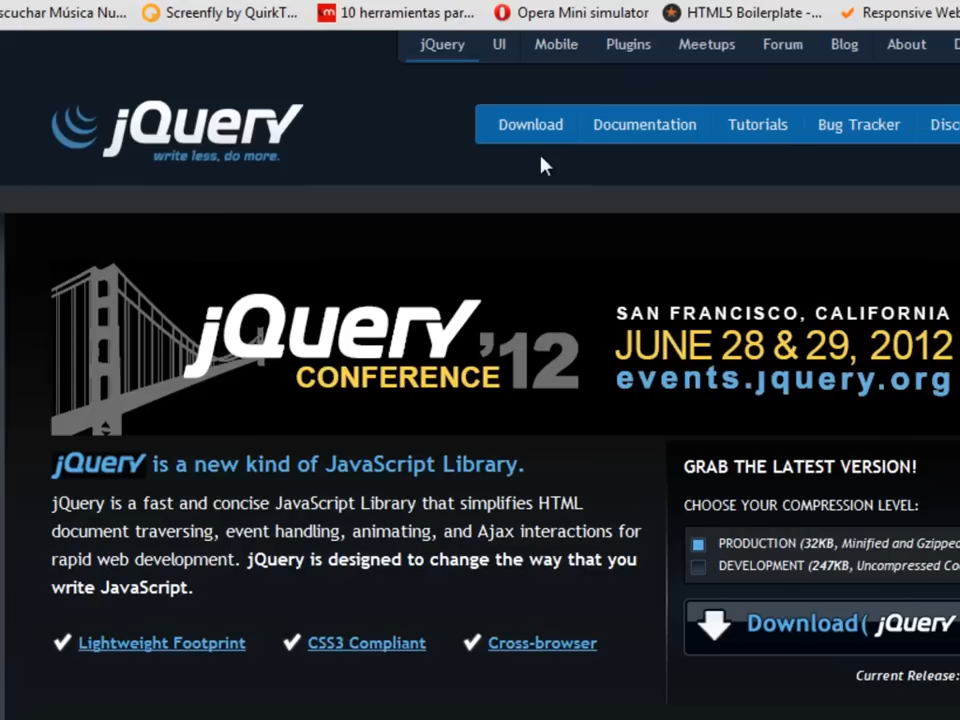 scuchar Música Nu... Screenfly by QuirkT... 10 herramientas par... Opera Mini simulator HTML5 Boilerplate -... Responsive Web
jQuery UI Mobile Plugins Meetups Forum Blog About D
jQuery
write less, do more.
Download Documentation Tutorials Bug Tracker Disc
jQuery '12
CONFERENCE
SAN FRANCISCO, CALIFORNIA
JUNE 28 & 29, 2012
events.jquery.org
jQuery is a new kind of JavaScript Library.
jQuery is a fast and concise JavaScript Library that simplifies HTML
document traversing, event handling, animating, and Ajax interactions for
rapid web development. jQuery is designed to change the way that you
write JavaScript.
Lightweight Footprint CSS3 Compliant Cross-browser
GRAB THE LATEST VERSION!
CHOOSE YOUR COMPRESSION LEVEL:
PRODUCTION (32KB, Minified and Gzipped
DEVELOPMENT (247KB, Uncompressed Co
Download( jQuery
Current Release: